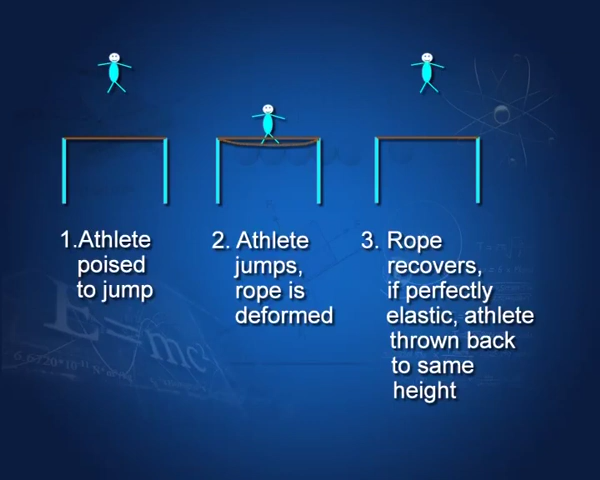 1.Athlete
poised
to jump
2. Athlete
jumps,
rope is
deformed
3. Rope
recovers,
if perfectly
elastic, athlete
thrown back
to same
height
E=mc²